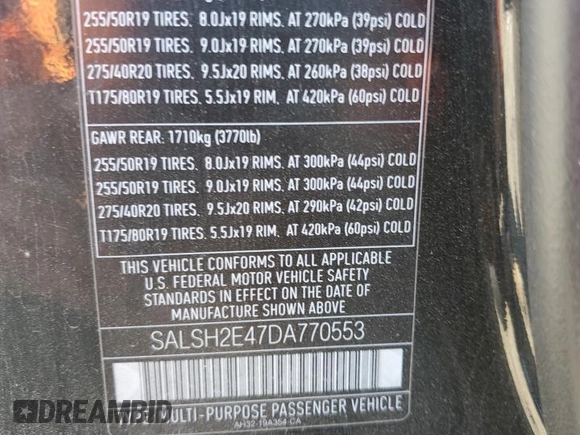 255/50R19 TIRES. 8.0Jx19 RIMS. AT 270kPa (39psi) COLD
255/50R19 TIRES. 9.0Jx19 RIMS. AT 270kPa (39psi) COLD
275/40R20 TIRES. 9.5Jx20 RIMS. AT 260kPa (38psi) COLD
T175/80R19 TIRES. 5.5Jx19 RIM. AT 420kPa (60psi) COLD
GAWR REAR: 1710kg (3770lb)
255/50R19 TIRES. 8.0Jx19 RIMS. AT 300kPa (44psi) COLD
255/50R19 TIRES. 9.0Jx19 RIMS. AT 300kPa (44psi) COLD
275/40R20 TIRES. 9.5Jx20 RIMS. AT 290kPa (42psi) COLD
T175/80R19 TIRES. 5.5Jx19 RIM. AT 420kPa (60psi) COLD
THIS VEHICLE CONFORMS TO ALL APPLICABLE
U.S. FEDERAL MOTOR VEHICLE SAFETY
STANDARDS IN EFFECT ON THE DATE OF
MANUFACTURE SHOWN ABOVE
SALSH2E47DA770553
MULTI-PURPOSE PASSENGER VEHICLE
AH32-19A354-CA
DREAMBID.com